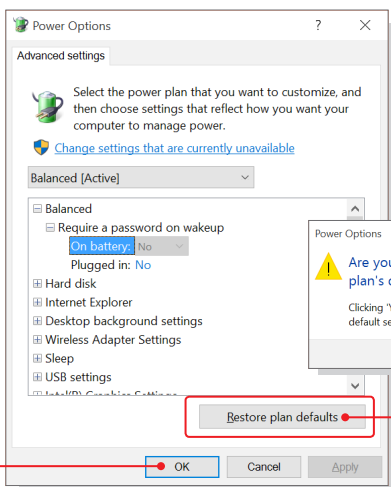 Power Options
Advanced settings
Select the power plan that you want to customize, and
then choose settings that reflect how you want your
computer to manage power.
Change settings that are currently unavailable
Balanced [Active]
Balanced
Require a password on wakeup
On battery: No
Plugged in: No
Hard disk
Internet Explorer
Desktop background settings
Wireless Adapter Settings
Sleep
USB settings
Intel(R) Graphics Settings
Power Options
Are you
plan's
Clicking
default
Restore plan defaults
OK Cancel Apply